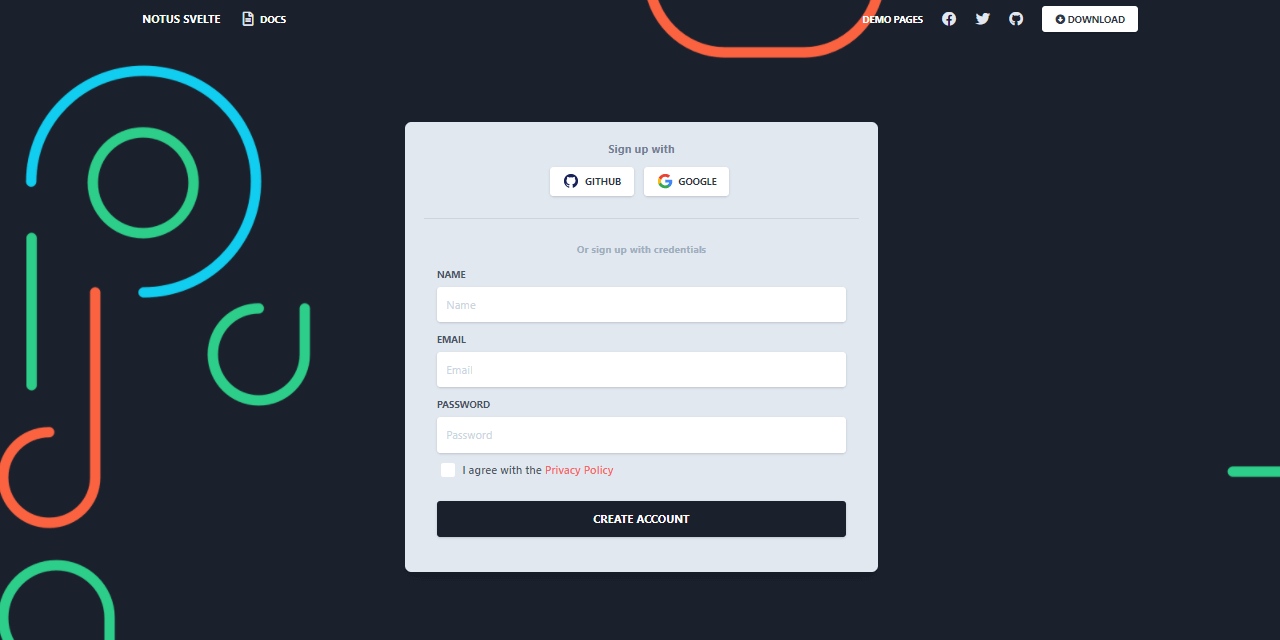 NOTUS SVELTE DOCS DEMO PAGES DOWNLOAD
Sign up with
GITHUB GOOGLE
Or sign up with credentials
NAME
Name
EMAIL
Email
PASSWORD
Password
I agree with the Privacy Policy
CREATE ACCOUNT